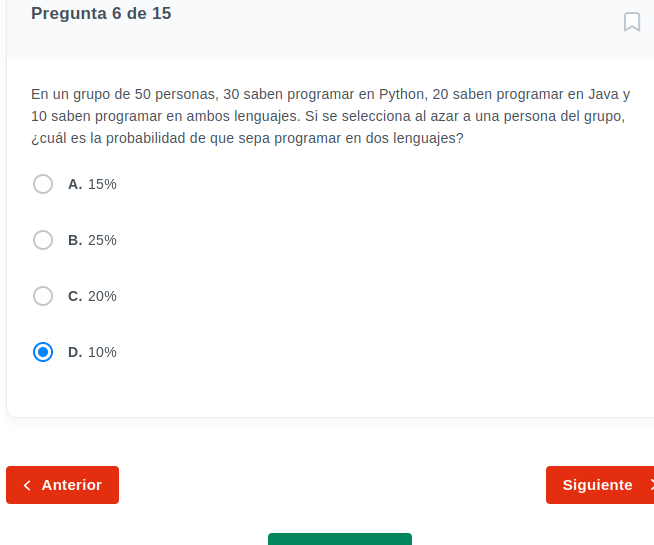 Pregunta 6 de 15
En un grupo de 50 personas, 30 saben programar en Python, 20 saben programar en Java y
10 saben programar en ambos lenguajes. Si se selecciona al azar a una persona del grupo,
¿cuál es la probabilidad de que sepa programar en dos lenguajes?
A. 15%
B. 25%
C. 20%
D. 10%
Anterior
Siguiente